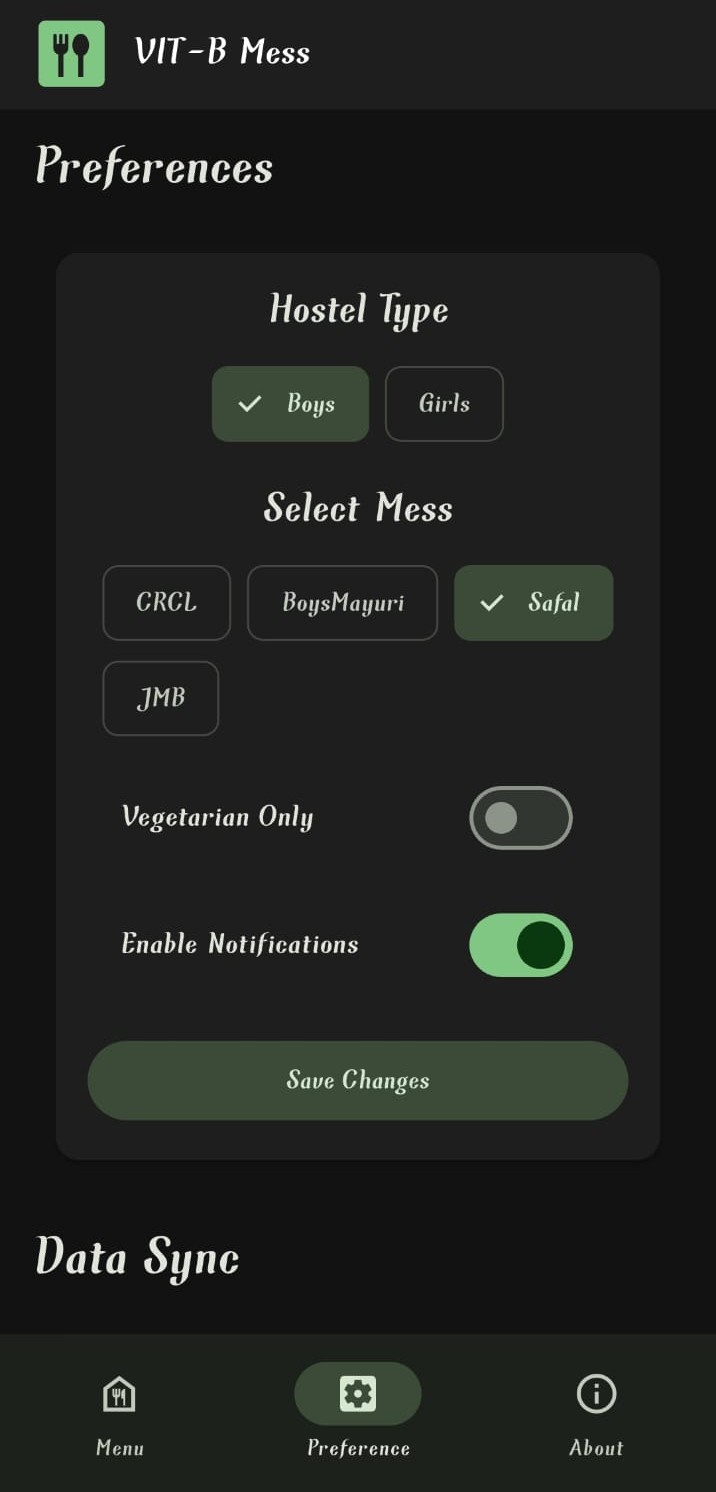 VIT-B Mess
Preferences
Hostel Type
Boys Girls
Select Mess
CRCL BoysMayuri Safal
JMB
Vegetarian Only
Enable Notifications
Save Changes
Data Sync
Menu Preference About